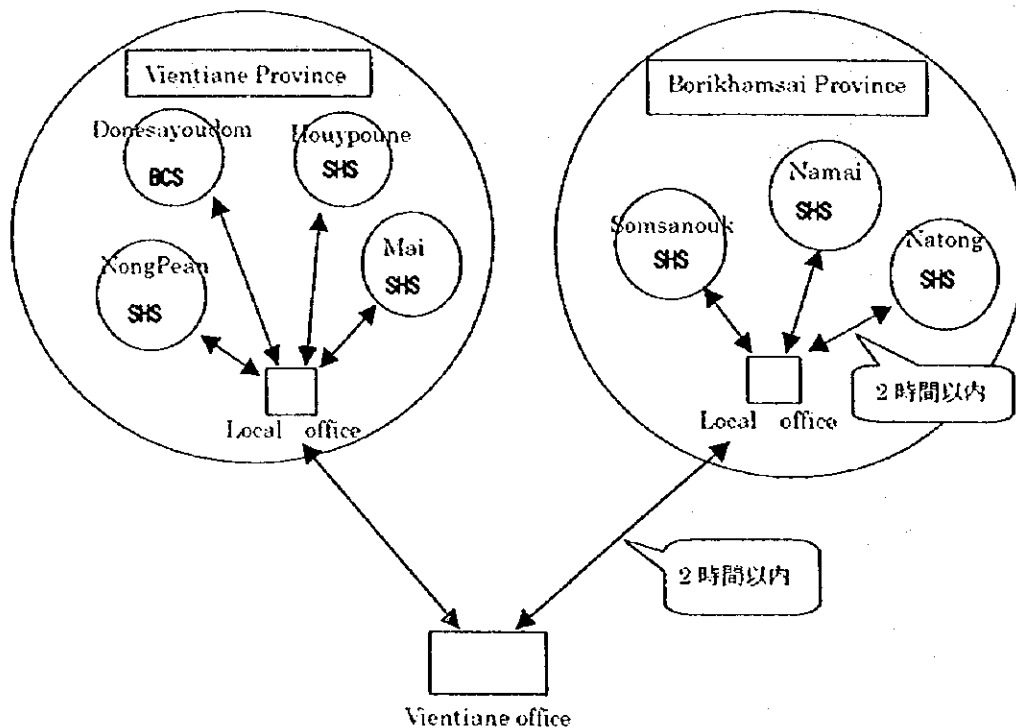 Vientiane Province
Donesayoudom
BCS
Houypoune
SHS
NongPean
SHS
Mai
SHS
Local office
Borikhamsai Province
Somsanouk
SHS
Namai
SHS
Natong
SHS
Local office
2時間以内
2時間以内
Vientiane office